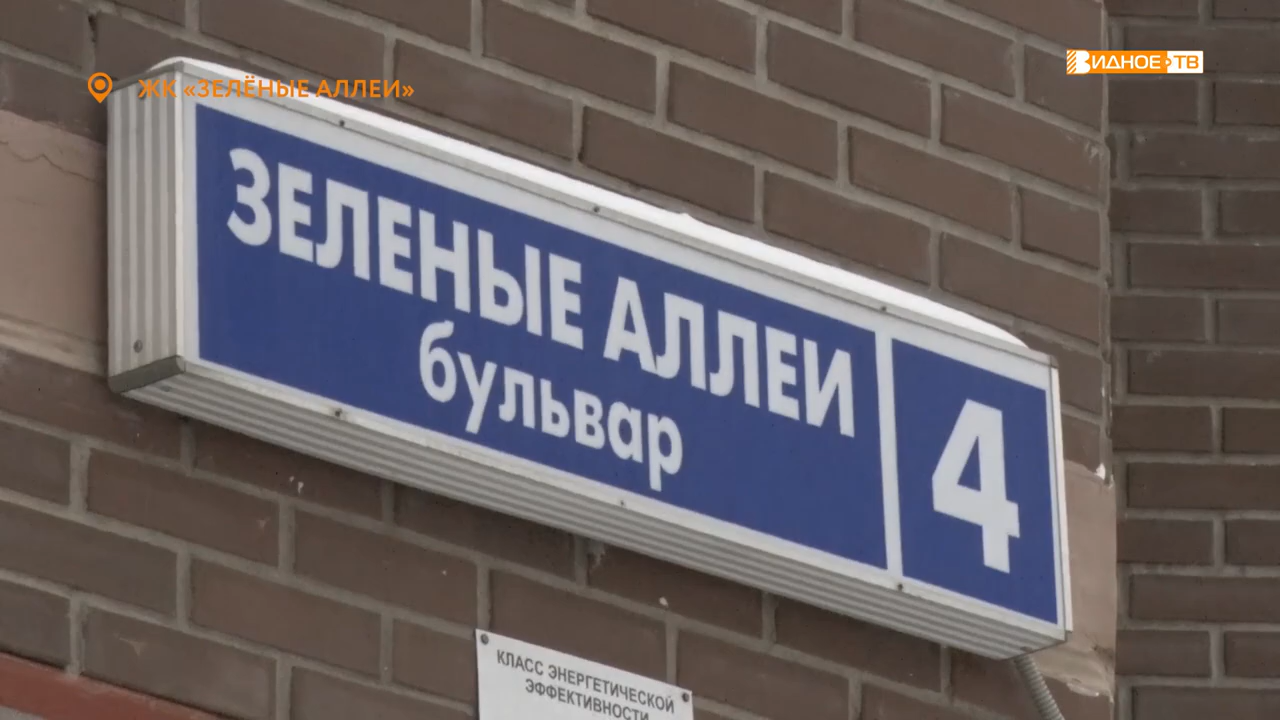 ЖК «ЗЕЛЁНЫЕ АЛЛЕИ»
ВИДНОЕ ТВ
ЗЕЛЕНЫЕ АЛЛЕИ
бульвар
4
КЛАСС ЭНЕРГЕТИЧЕСКОЙ
ЭФФЕКТИВНОСТИ